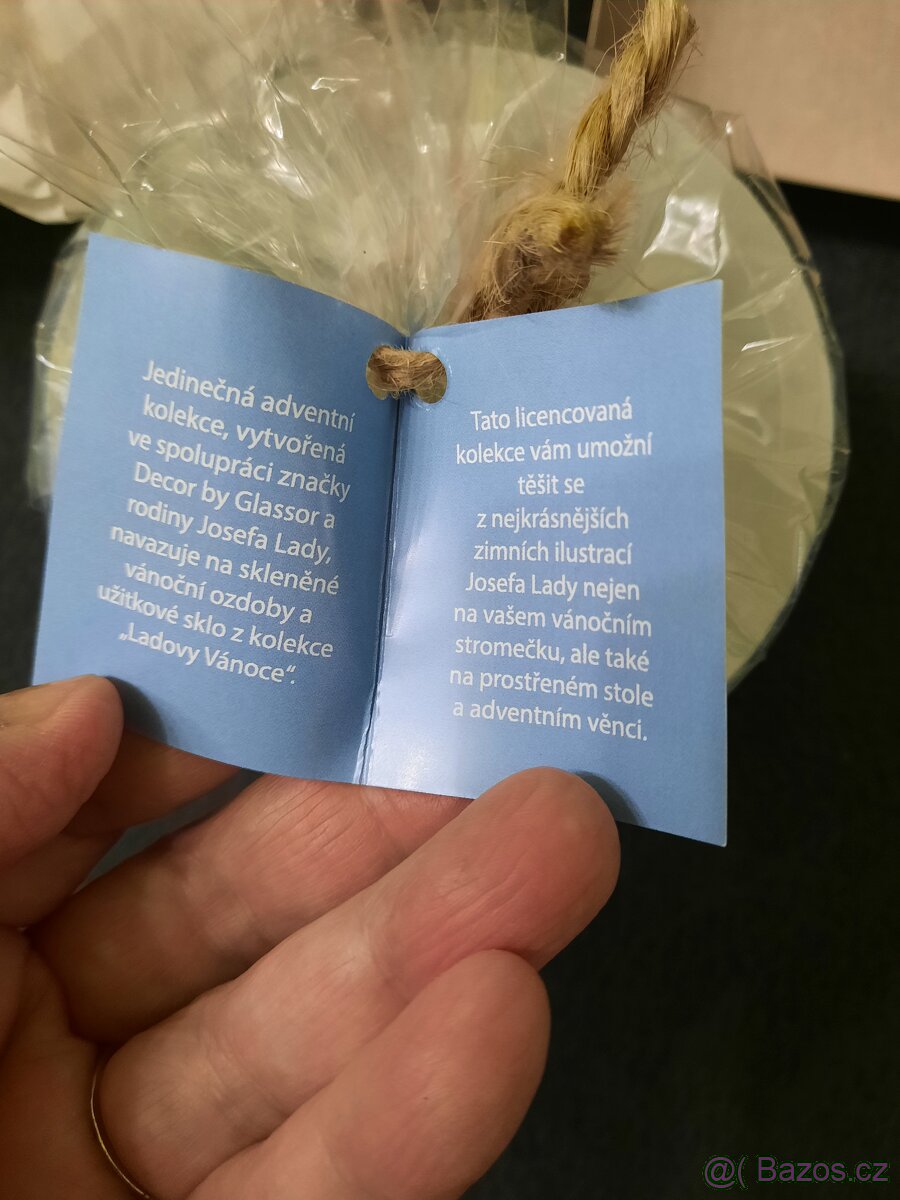 Jedinečná adventní
kolekce, vytvořená
ve spolupráci značky
Decor by Glassor a
rodiny Josefa Lady,
navazuje na skleněné
vánoční ozdoby a
užitkové sklo z kolekce
„Ladovy Vánoce“.
Tato licencovaná
kolekce vám umožní
těšit se
z nejkrásnějších
zimních ilustrací
Josefa Lady nejen
na vašem vánočním
stromečku, ale také
na prostřeném stole
a adventním věnci.
@( Bazos.cz